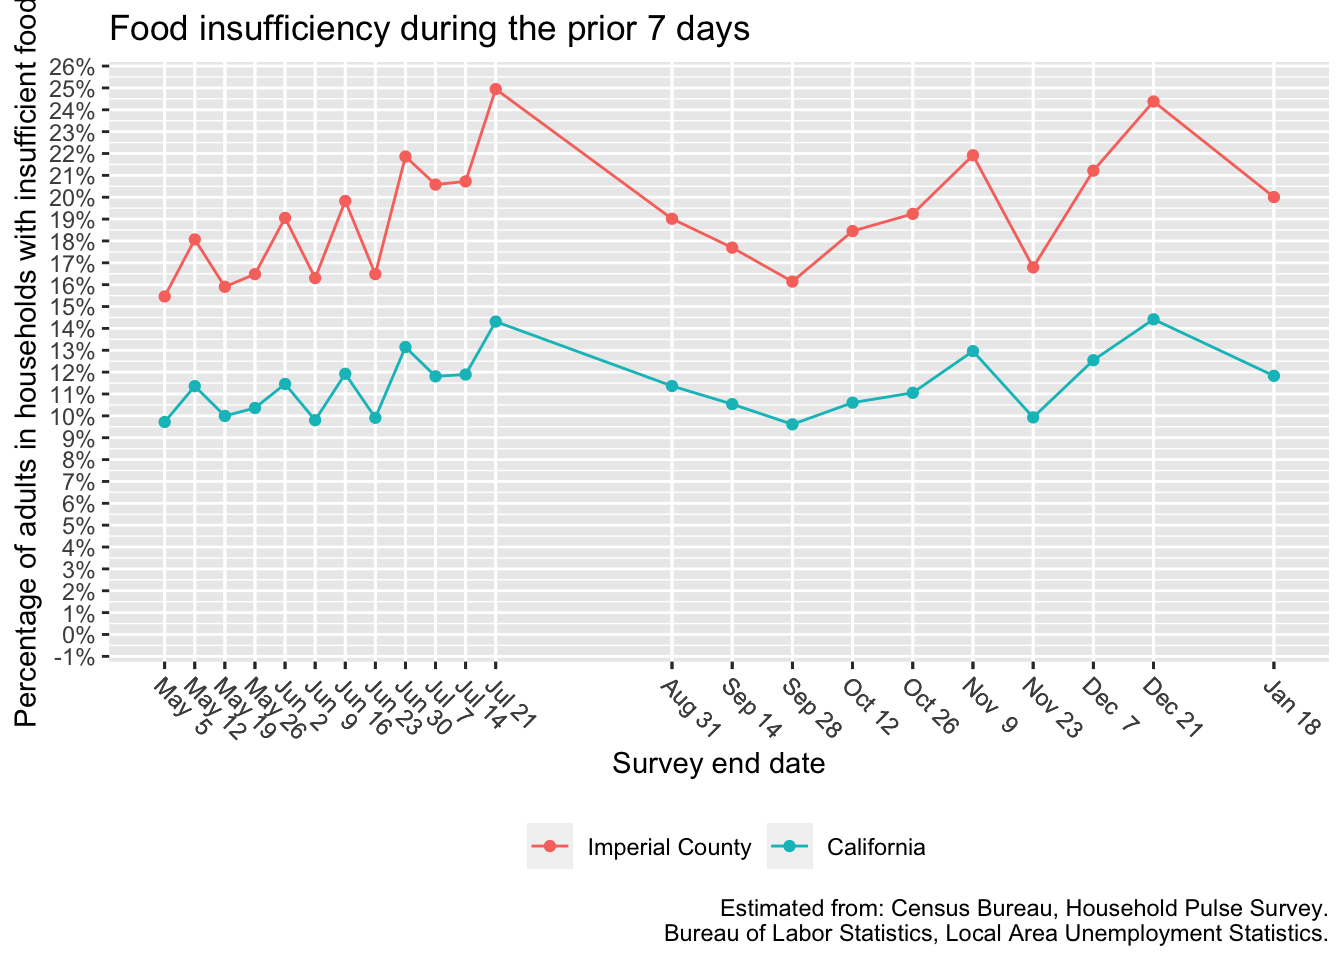 Food insufficiency during the prior 7 days
Percentage of adults in households with insufficient food
26%
25%
24%
23%
22%
21%
20%
19%
18%
17%
16%
15%
14%
13%
12%
11%
10%
9%
8%
7%
6%
5%
4%
3%
2%
1%
0%
-1%
May 5
May 12
May 19
May 26
Jun 2
Jun 9
Jun 16
Jun 23
Jun 30
Jul 7
Jul 14
Jul 21
Aug 31
Sep 14
Sep 28
Oct 12
Oct 26
Nov 9
Nov 23
Dec 7
Dec 21
Jan 18
Survey end date
Imperial County
California
Estimated from: Census Bureau, Household Pulse Survey.
Bureau of Labor Statistics, Local Area Unemployment Statistics.